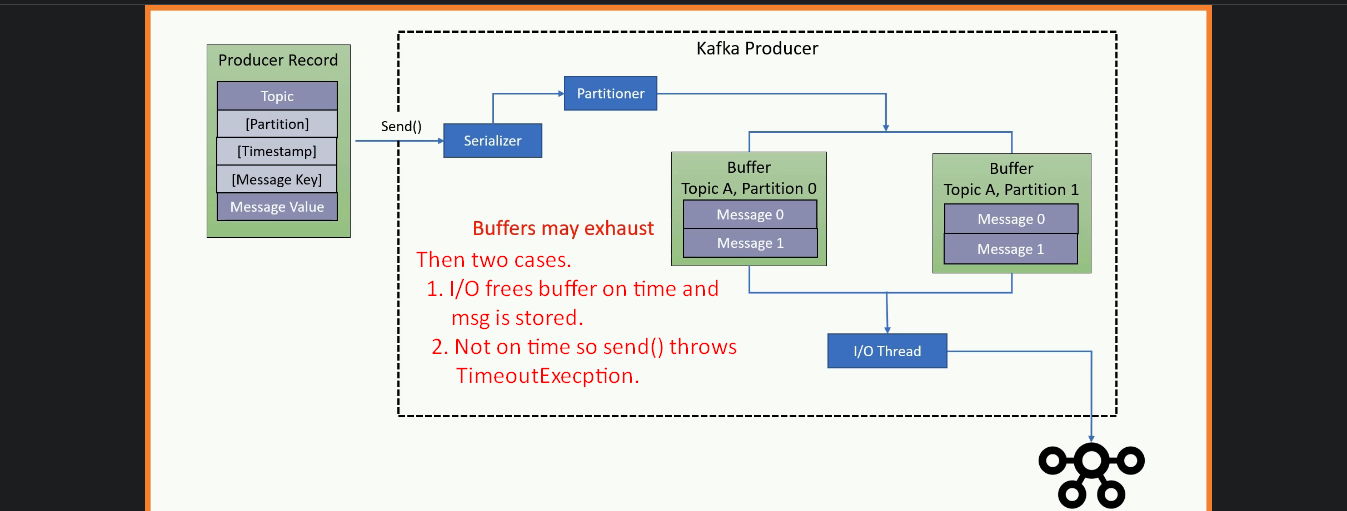 Kafka Producer
Producer Record
Topic
[Partition]
[Timestamp]
[Message Key]
Message Value
Send()
Serializer
Partitioner
Buffer
Topic A, Partition 0
Message 0
Message 1
Buffer
Topic A, Partition 1
Message 0
Message 1
Buffers may exhaust
Then two cases.
1. I/O frees buffer on time and
msg is stored.
2. Not on time so send() throws
TimeoutExecption.
I/O Thread